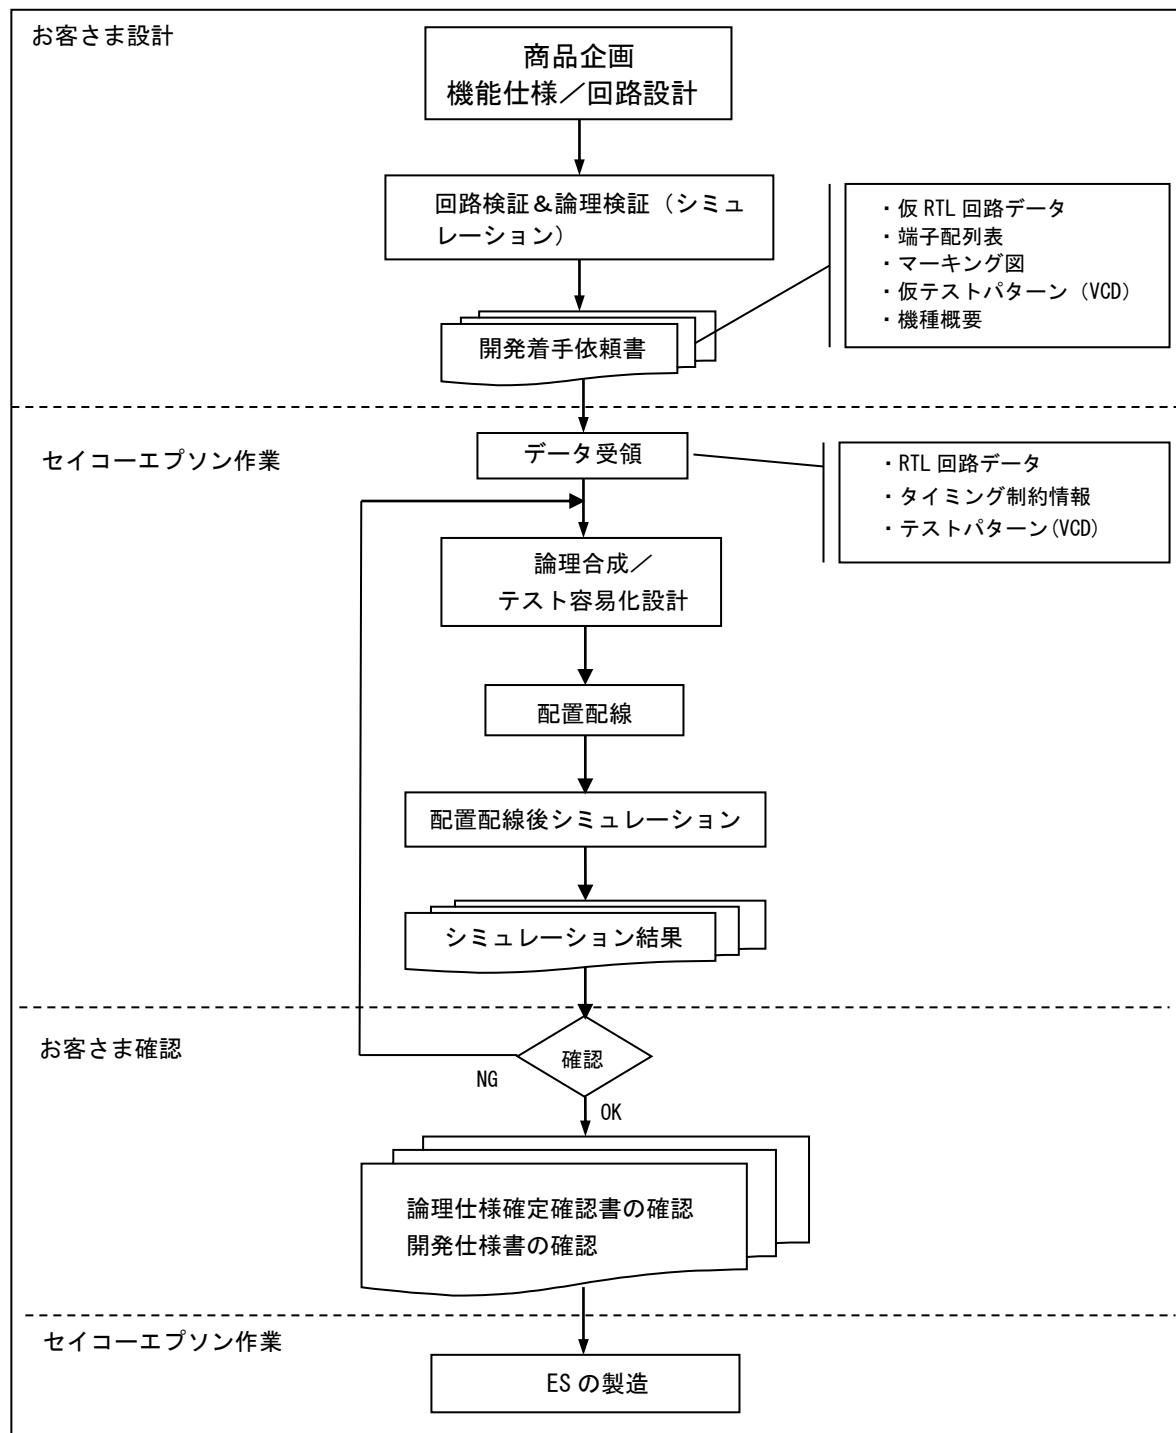 お客さま設計
商品企画
機能仕様／回路設計
回路検証＆論理検証（シミュ
レーション）
・仮 RTL 回路データ
・端子配列表
・マーキング図
・仮テストパターン（VCD）
・機種概要
開発着手依頼書
セイコーエプソン作業
データ受領
・RTL 回路データ
・タイミング制約情報
・テストパターン(VCD)
論理合成／
テスト容易化設計
配置配線
配置配線後シミュレーション
シミュレーション結果
お客さま確認
確認
NG
OK
論理仕様確定確認書の確認
開発仕様書の確認
セイコーエプソン作業
ES の製造